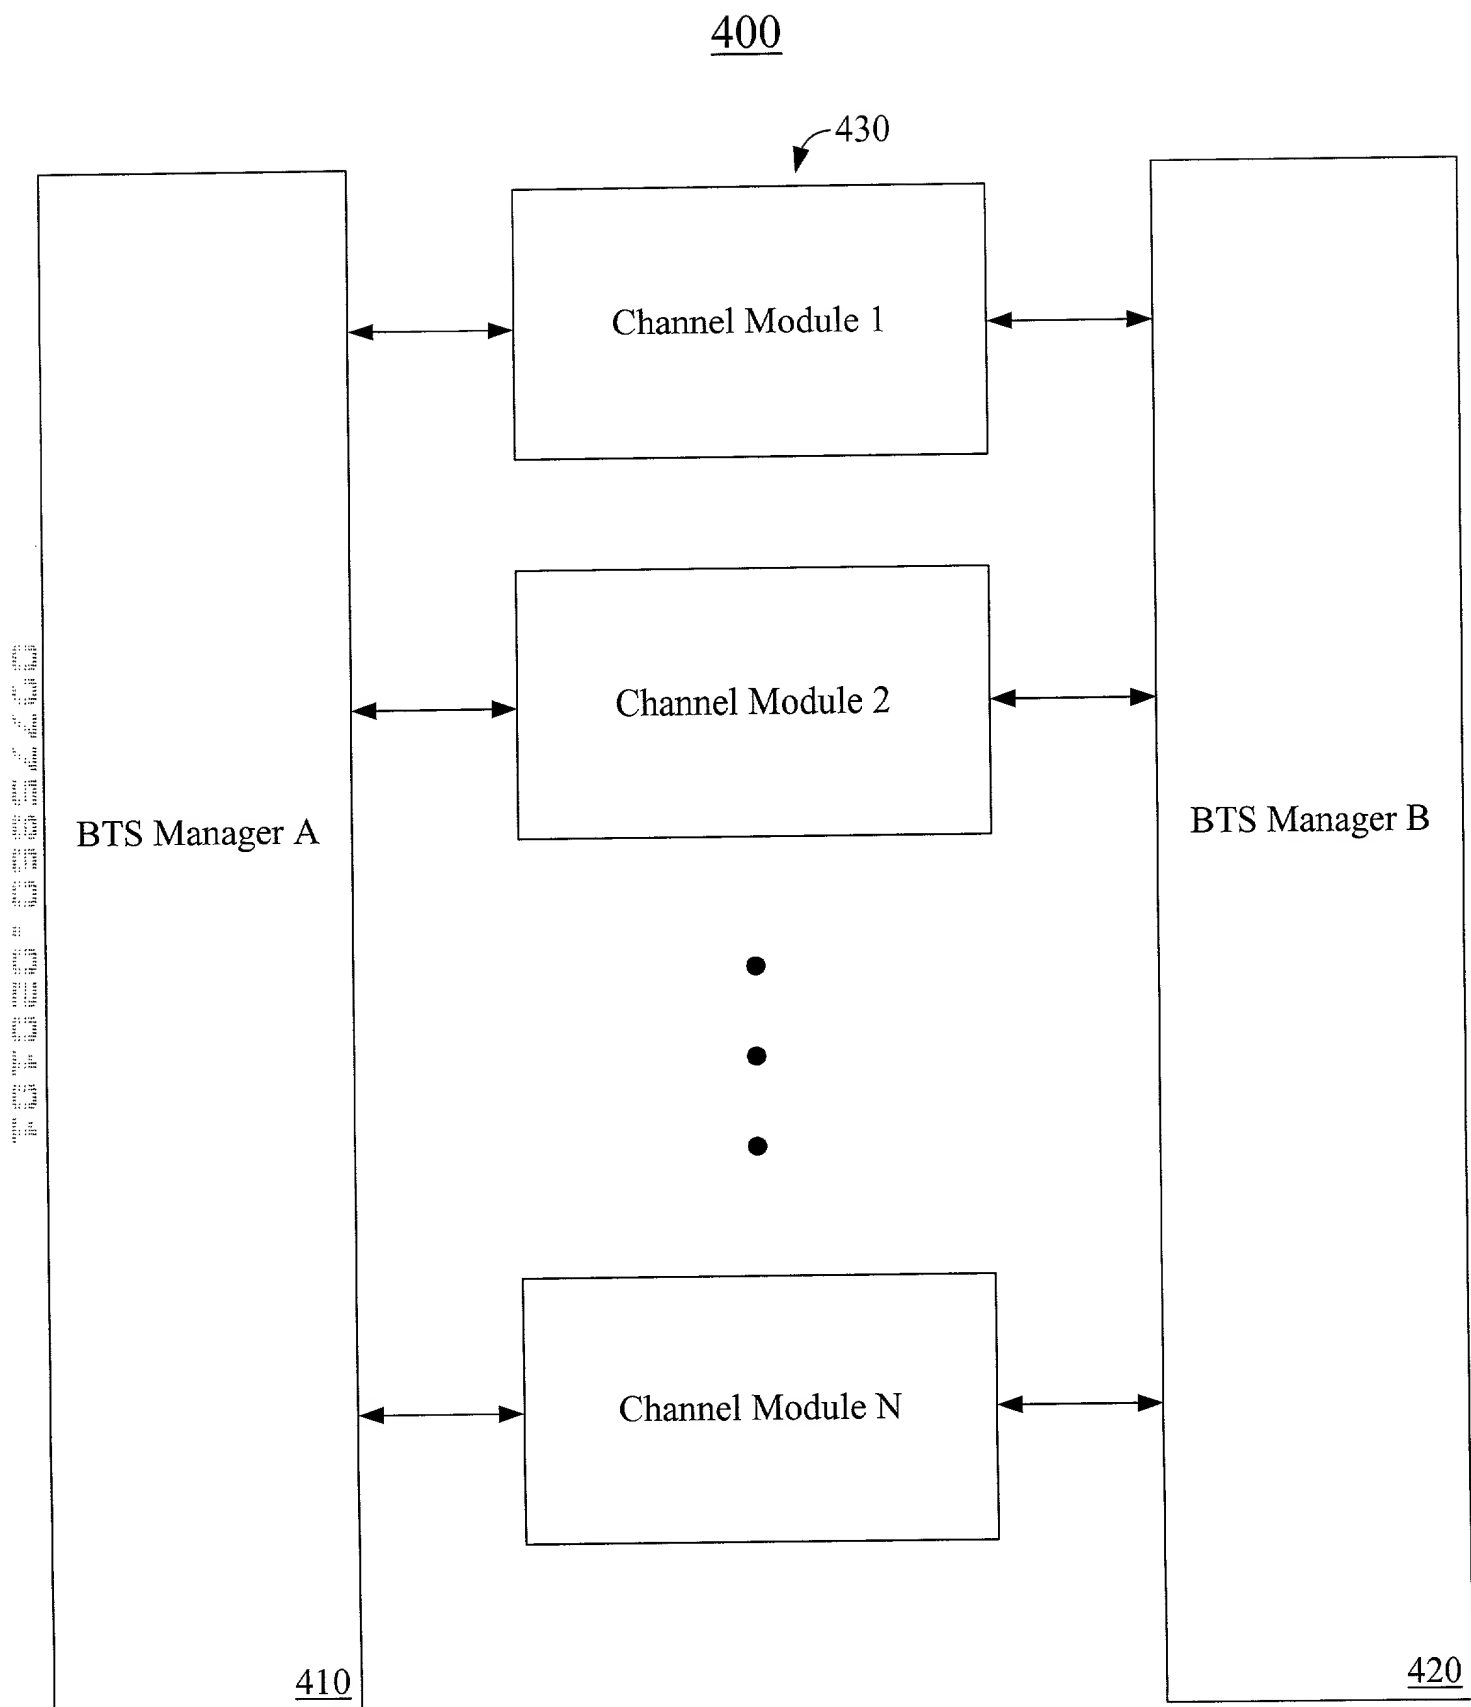 400
430
Channel Module 1
Channel Module 2
BTS Manager A
BTS Manager B
Channel Module N
410
420